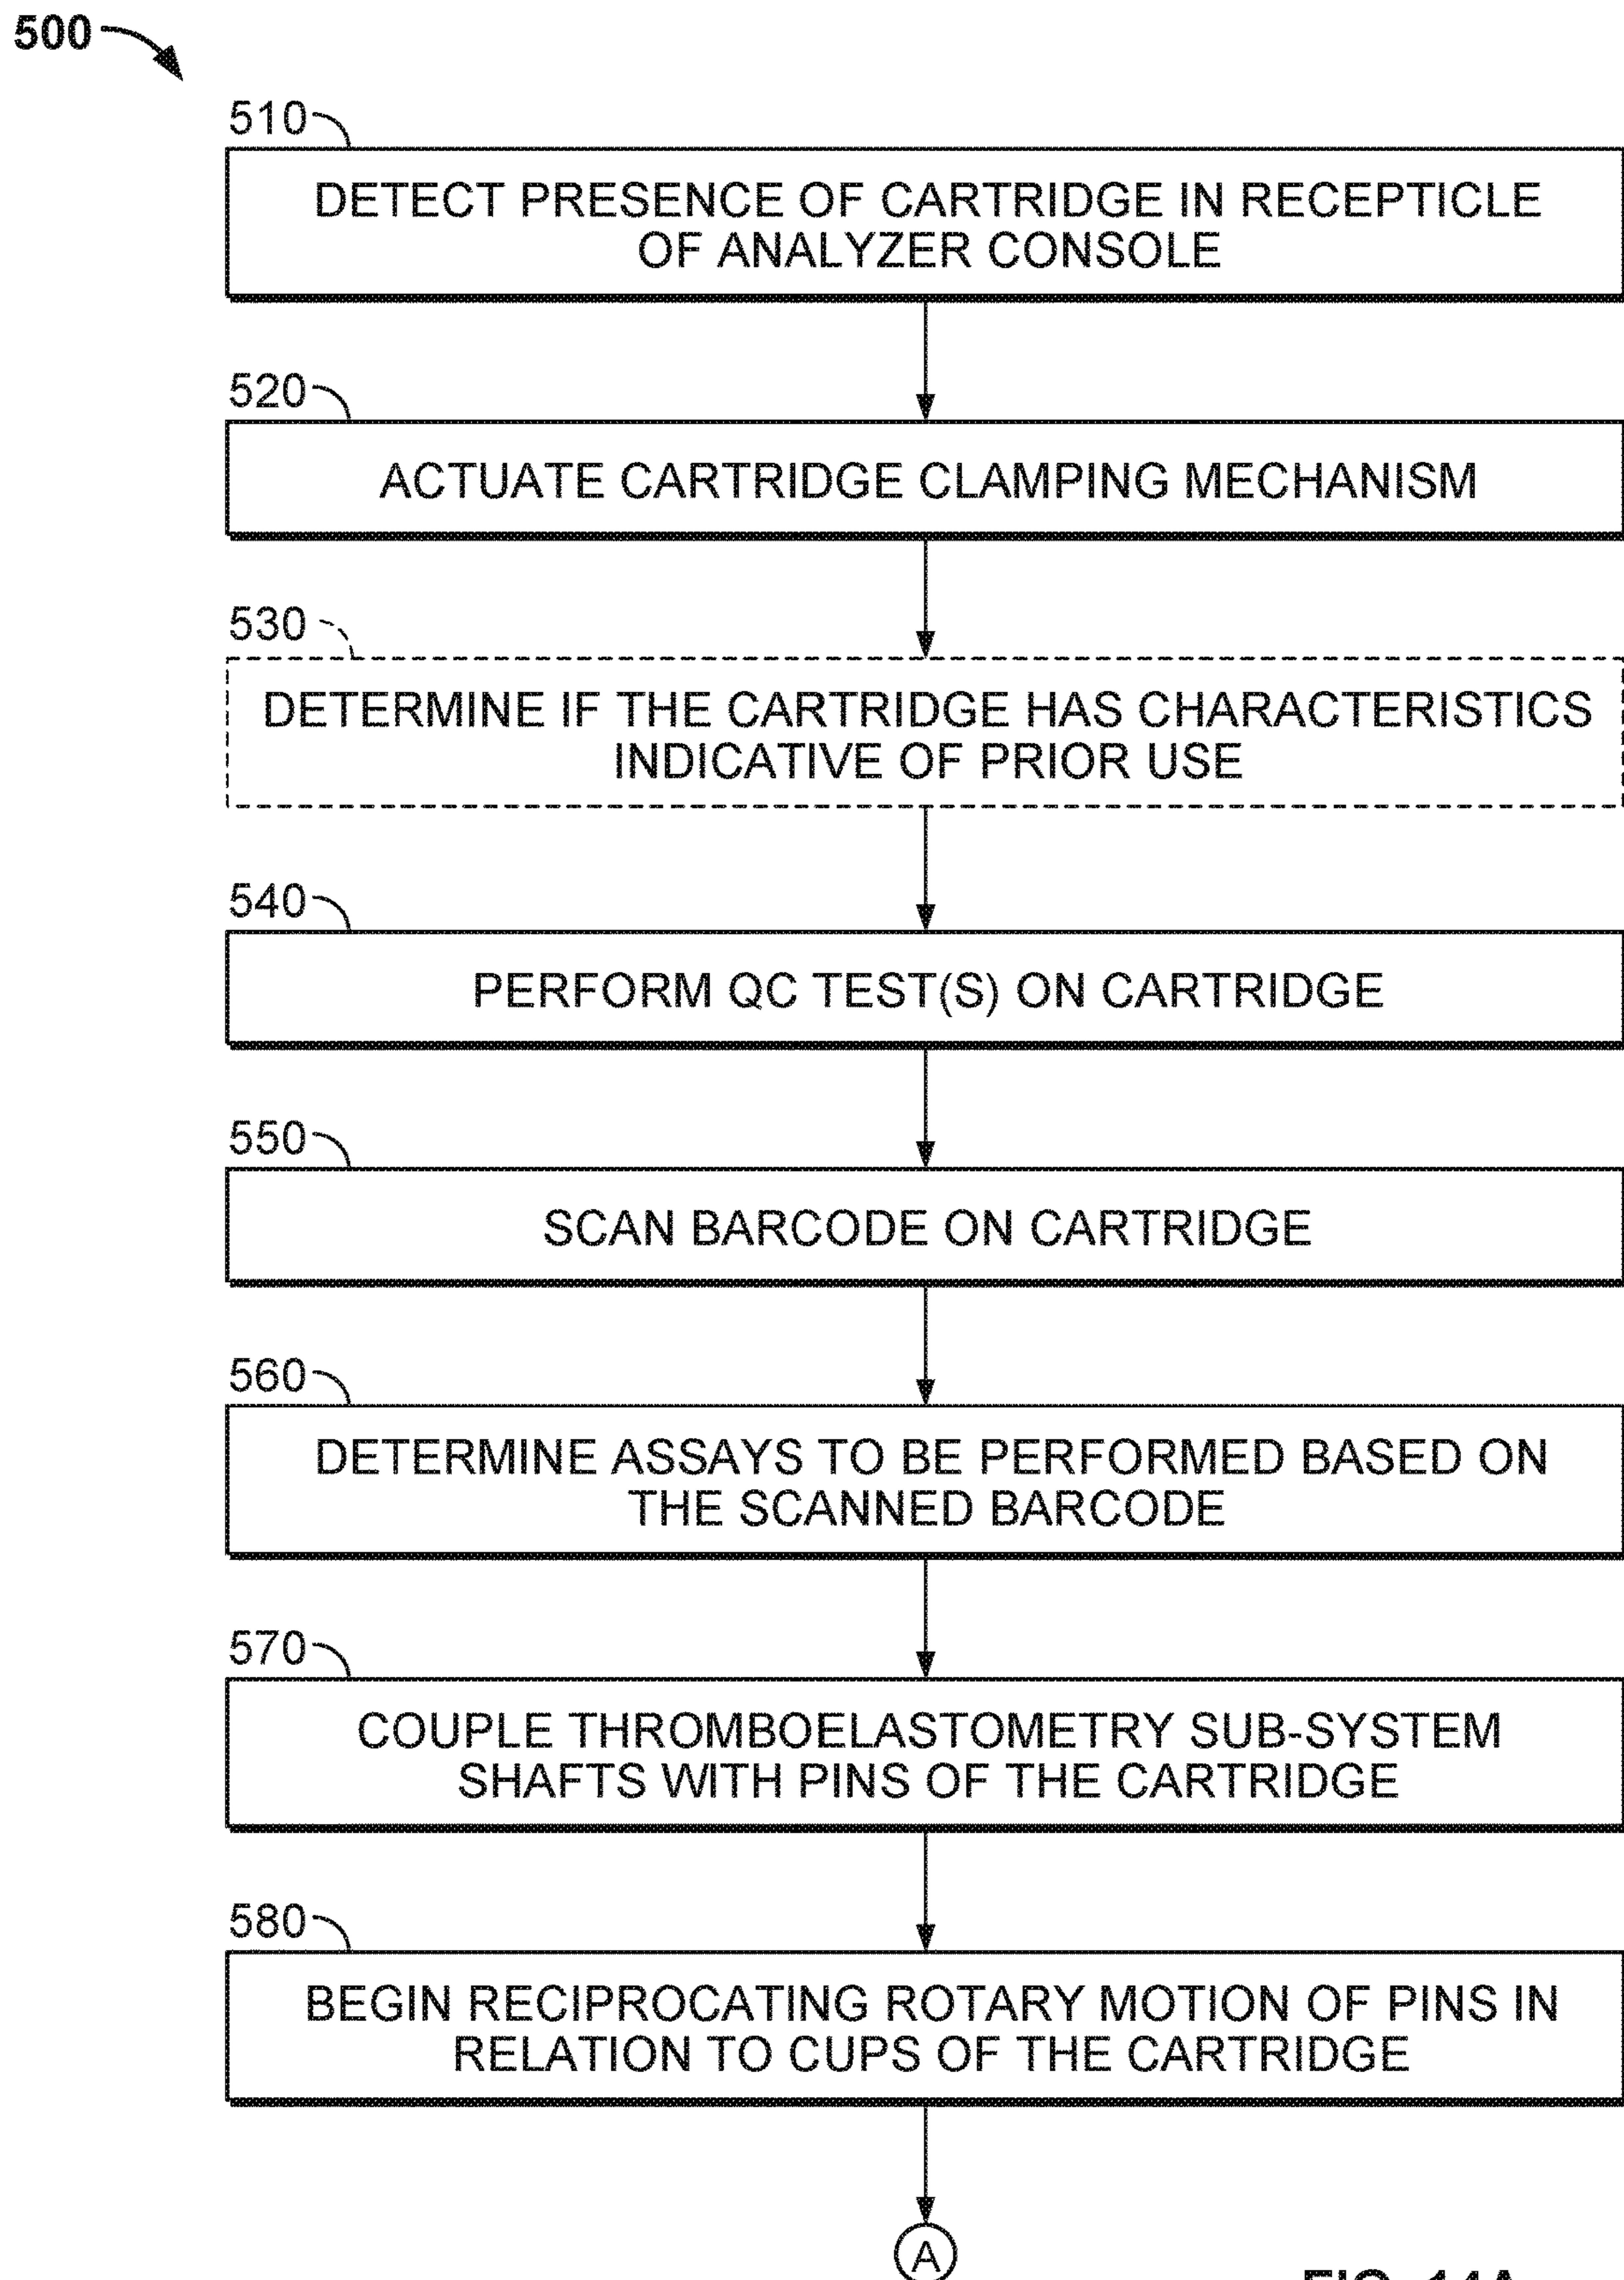 500
510
DETECT PRESENCE OF CARTRIDGE IN RECEPTICLE
OF ANALYZER CONSOLE
520
ACTUATE CARTRIDGE CLAMPING MECHANISM
530
DETERMINE IF THE CARTRIDGE HAS CHARACTERISTICS
INDICATIVE OF PRIOR USE
540
PERFORM QC TEST(S) ON CARTRIDGE
550
SCAN BARCODE ON CARTRIDGE
560
DETERMINE ASSAYS TO BE PERFORMED BASED ON
THE SCANNED BARCODE
570
COUPLE THROMBOELASTOMETRY SUB-SYSTEM
SHAFTS WITH PINS OF THE CARTRIDGE
580
BEGIN RECIPROCATING ROTARY MOTION OF PINS IN
RELATION TO CUPS OF THE CARTRIDGE
A
FIG. 14A